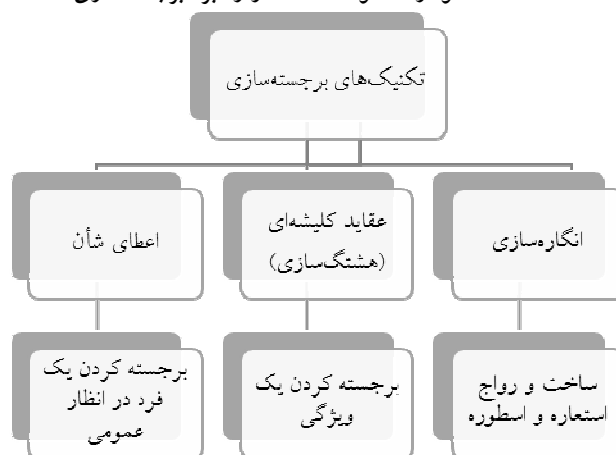 تکنیک‌های برجسته‌سازی
انگاره‌سازی
عقاید کلیشه‌ای
(هشتگ‌سازی)
اعطای شأن
ساخت و رواج
استعاره و اسطوره
برجسته کردن یک
ویژگی
برجسته کردن یک
فرد در انظار
عمومی